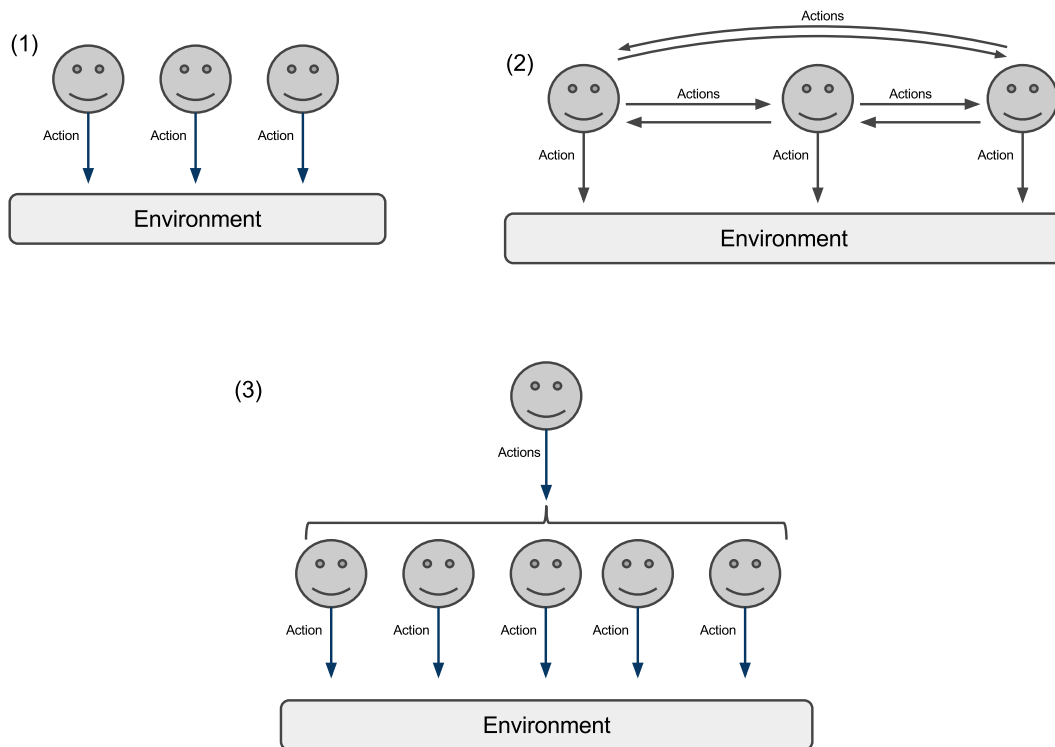 (1)
Action
Action
Action
Environment
(2)
Actions
Actions
Actions
Action
Action
Action
Environment
(3)
Actions
Action
Action
Action
Action
Action
Environment